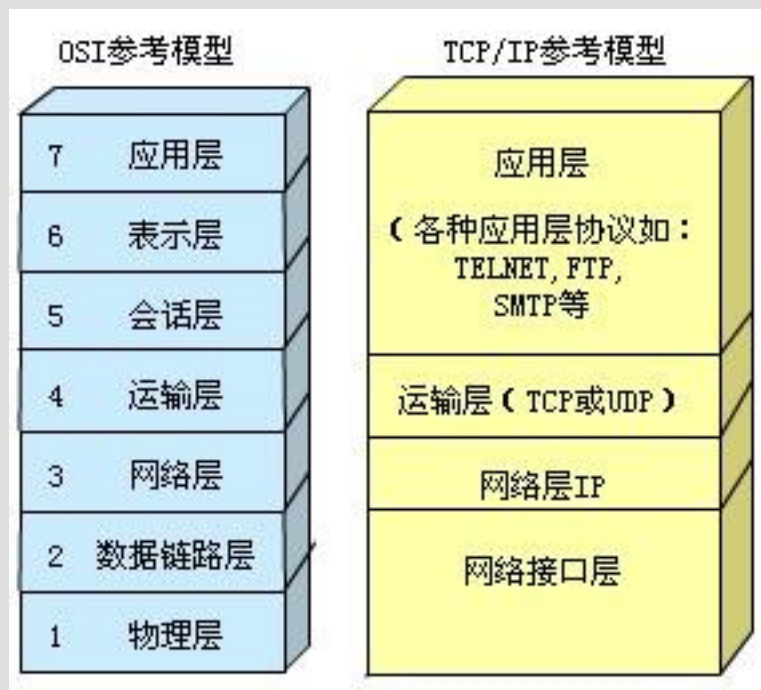 OSI参考模型
7 应用层
6 表示层
5 会话层
4 运输层
3 网络层
2 数据链路层
1 物理层
TCP/IP参考模型
应用层
(各种应用层协议如:
TELNET, FTP,
SMTP等
运输层(TCP或UDP)
网络层IP
网络接口层